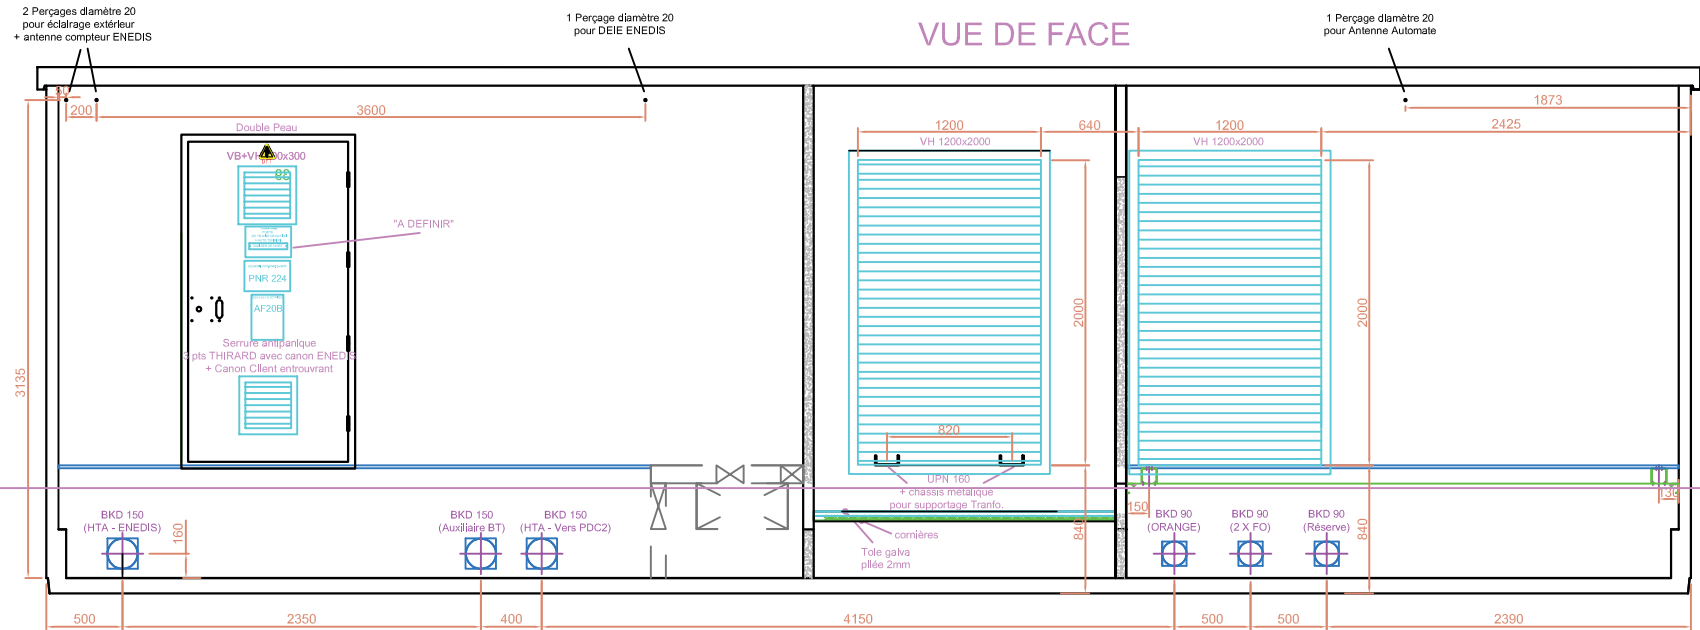 2 Perçages diamètre 20
pour éclairage extérieur
+ antenne compteur ENEDIS
1 Perçage diamètre 20
pour DEIE ENEDIS
VUE DE FACE
1 Perçage diamètre 20
pour Antenne Automate
50
200
3600
1873
1200
640
1200
2425
Double Peau
VH 1200x2000
VH 1200x2000
"A DEFINIR"
PNR 224
AF20B
Serrure antipanique
3 pts THIRARD avec canon ENEDIS
+ Canon Client entrouvrant
3135
2000
2000
820
UPN 160
+ chassis métalique
pour supportage Tranfo.
150
130
840
840
cornières
Tole galva
pliée 2mm
BKD 150
(HTA - ENEDIS)
160
BKD 150
(Auxiliaire BT)
BKD 150
(HTA - Vers PDC2)
BKD 90
(ORANGE)
BKD 90
(2 X FO)
BKD 90
(Réserve)
500
2350
400
4150
500
500
2390